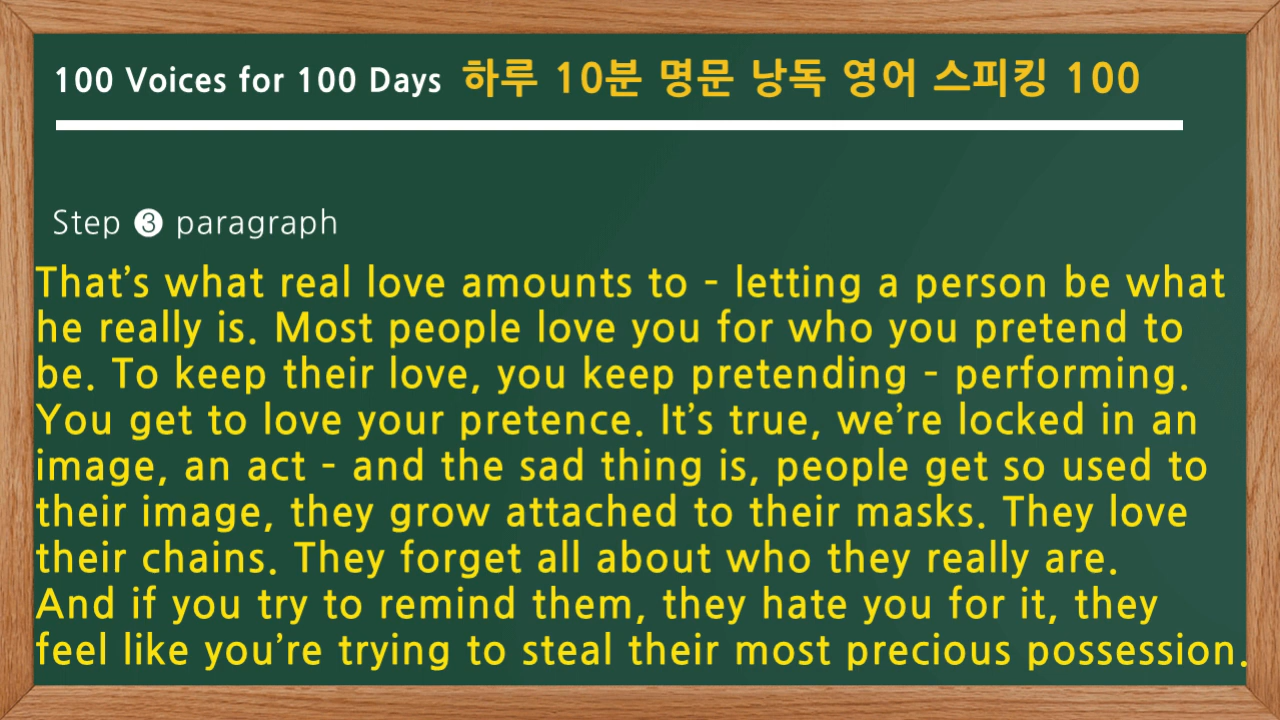 100 Voices for 100 Days 하루 10분 명문 낭독 영어 스피킹 100
Step ❸ paragraph
That’s what real love amounts to - letting a person be what
he really is. Most people love you for who you pretend to
be. To keep their love, you keep pretending - performing.
You get to love your pretence. It’s true, we’re locked in an
image, an act - and the sad thing is, people get so used to
their image, they grow attached to their masks. They love
their chains. They forget all about who they really are.
And if you try to remind them, they hate you for it, they
feel like you’re trying to steal their most precious possession.